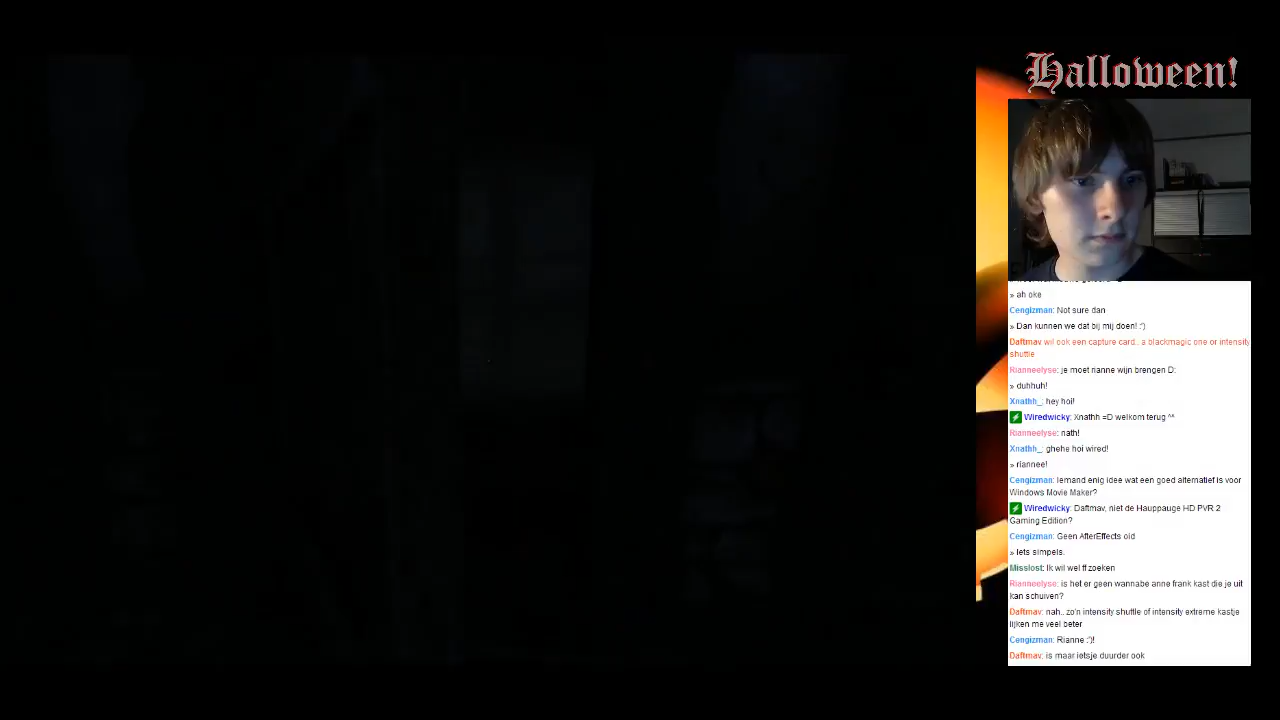 Halloween!
» ah oke
Cengizman: Not sure dan
» Dan kunnen we dat bij mij doen! :')
Daftmav wil ook een capture card.. a blackmagic one or intensity
shuttle
Rianneelyse: je moet rianne wijn brengen D:
» duhhuh!
Xnathh_: hey hoi!
Wiredwicky: Xnathh =D welkom terug ^^
Rianneelyse: nath!
Xnathh_: ghehe hoi wired!
» riannee!
Cengizman: Iemand enig idee wat een goed alternatief is voor
Windows Movie Maker?
Wiredwicky: Daftmav, niet de Hauppauge HD PVR 2
Gaming Edition?
Cengizman: Geen AfterEffects oid
» Iets simpels.
Misslost: Ik wil wel ff zoeken
Rianneelyse: is het er geen wannabe anne frank kast die je uit
kan schuiven?
Daftmav: nah.. zo'n intensity shuttle of intensity extreme kastje
lijken me veel beter
Cengizman: Rianne :')!
Daftmav: is maar ietsje duurder ook